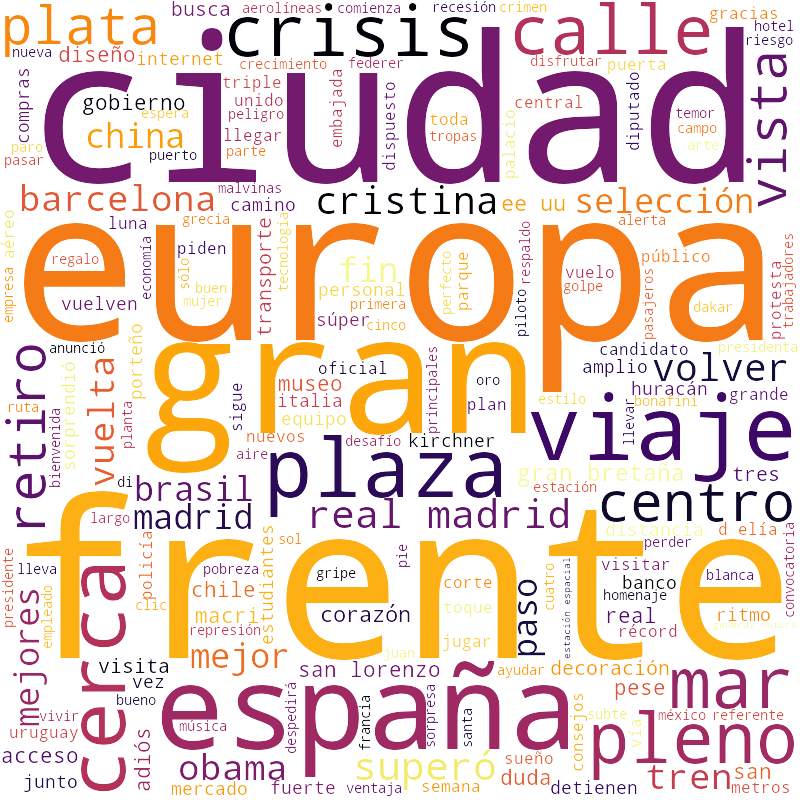 busca aerolíneas comienza recesión crimen gracias
plata nueva crisis calle hotel
diseño internet crecimiento federer disfrutar riesgo
ciudad
compras espera triple puerta
gobierno unido embajada dispuesto toda central palacio diputado temor vista
china peligro tropas campo
paro puerto llegar parte arte
pasar
barcelona malvinas camino cristina ee uu selección
aéreo empresa luna grecia alerta
europa
regalo economía piden solo buen mujer transporte tecnología fin personal primera cinco perfecto parque respaldo vuelo golpe público pasajeros dakar protesta trabajadores
vuelven súper piloto
retiro anunció gran oficial candidato presidenta
ruta bienvenida sorprendió vuelta porteño sigue museo oro amplio volver
planta italia principales plan viaje estilo huracán grande
equipo llevar bonafini
nuevos desafío kirchner
aire plaza gran bretaña tres
di brasil estación
largo madrid real madrid centro
distancia d elía
frente
presidente lleva cerca policía pobreza sol pie perder convocatoria
empleado clic chile estudiantes gripe corte cuatro estación espacial visitar banco blanca
macri corazón toque paso homenaje
mejores represión juan jugar real récord ritmo
mejor
visita san lorenzo ayudar decoración mar
vivir vez españa pese
uruguay bueno música despedirá francia sorpresa santa consejos subte vía méxico referente
adiós pleno
acceso obama superó sueño duda tren san
junto mercado fuerte ventaja semana detienen metros